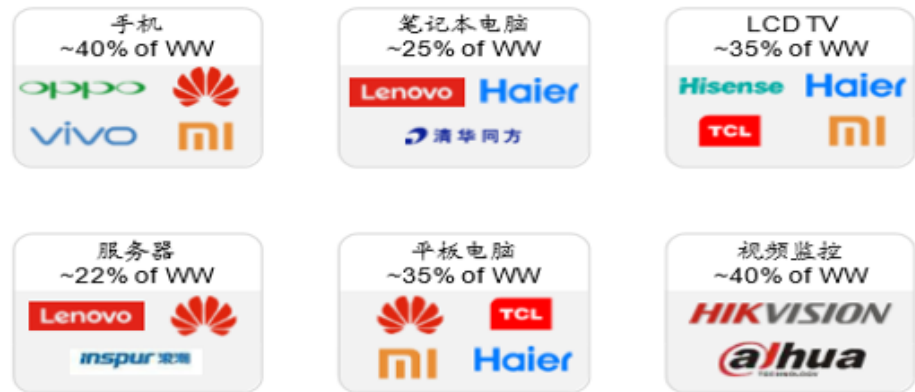 手机
~40% of WW
oppo
vivo
mi
笔记本电脑
~25% of WW
Lenovo Haier
清华同方
LCD TV
~35% of WW
Hisense Haier
TCL mi
服务器
~22% of WW
Lenovo
inspur 浪潮
平板电脑
~35% of WW
TCL
mi Haier
视频监控
~40% of WW
HIKVISION
alhua
TECHNOLOGY